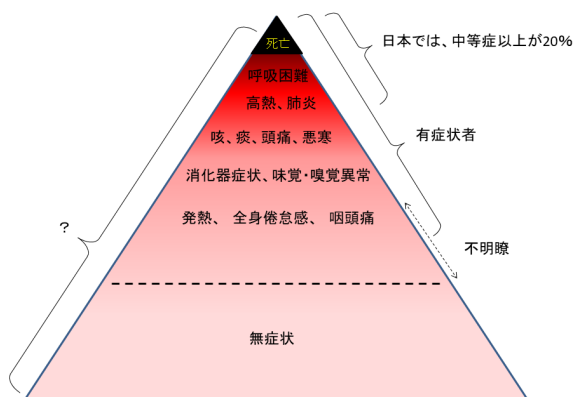 死亡
日本では、中等症以上が20%
呼吸困難
高熱、肺炎
咳、痰、頭痛、悪寒
有症状者
消化器症状、味覚・嗅覚異常
発熱、 全身倦怠感、 咽頭痛
?
不明瞭
無症状